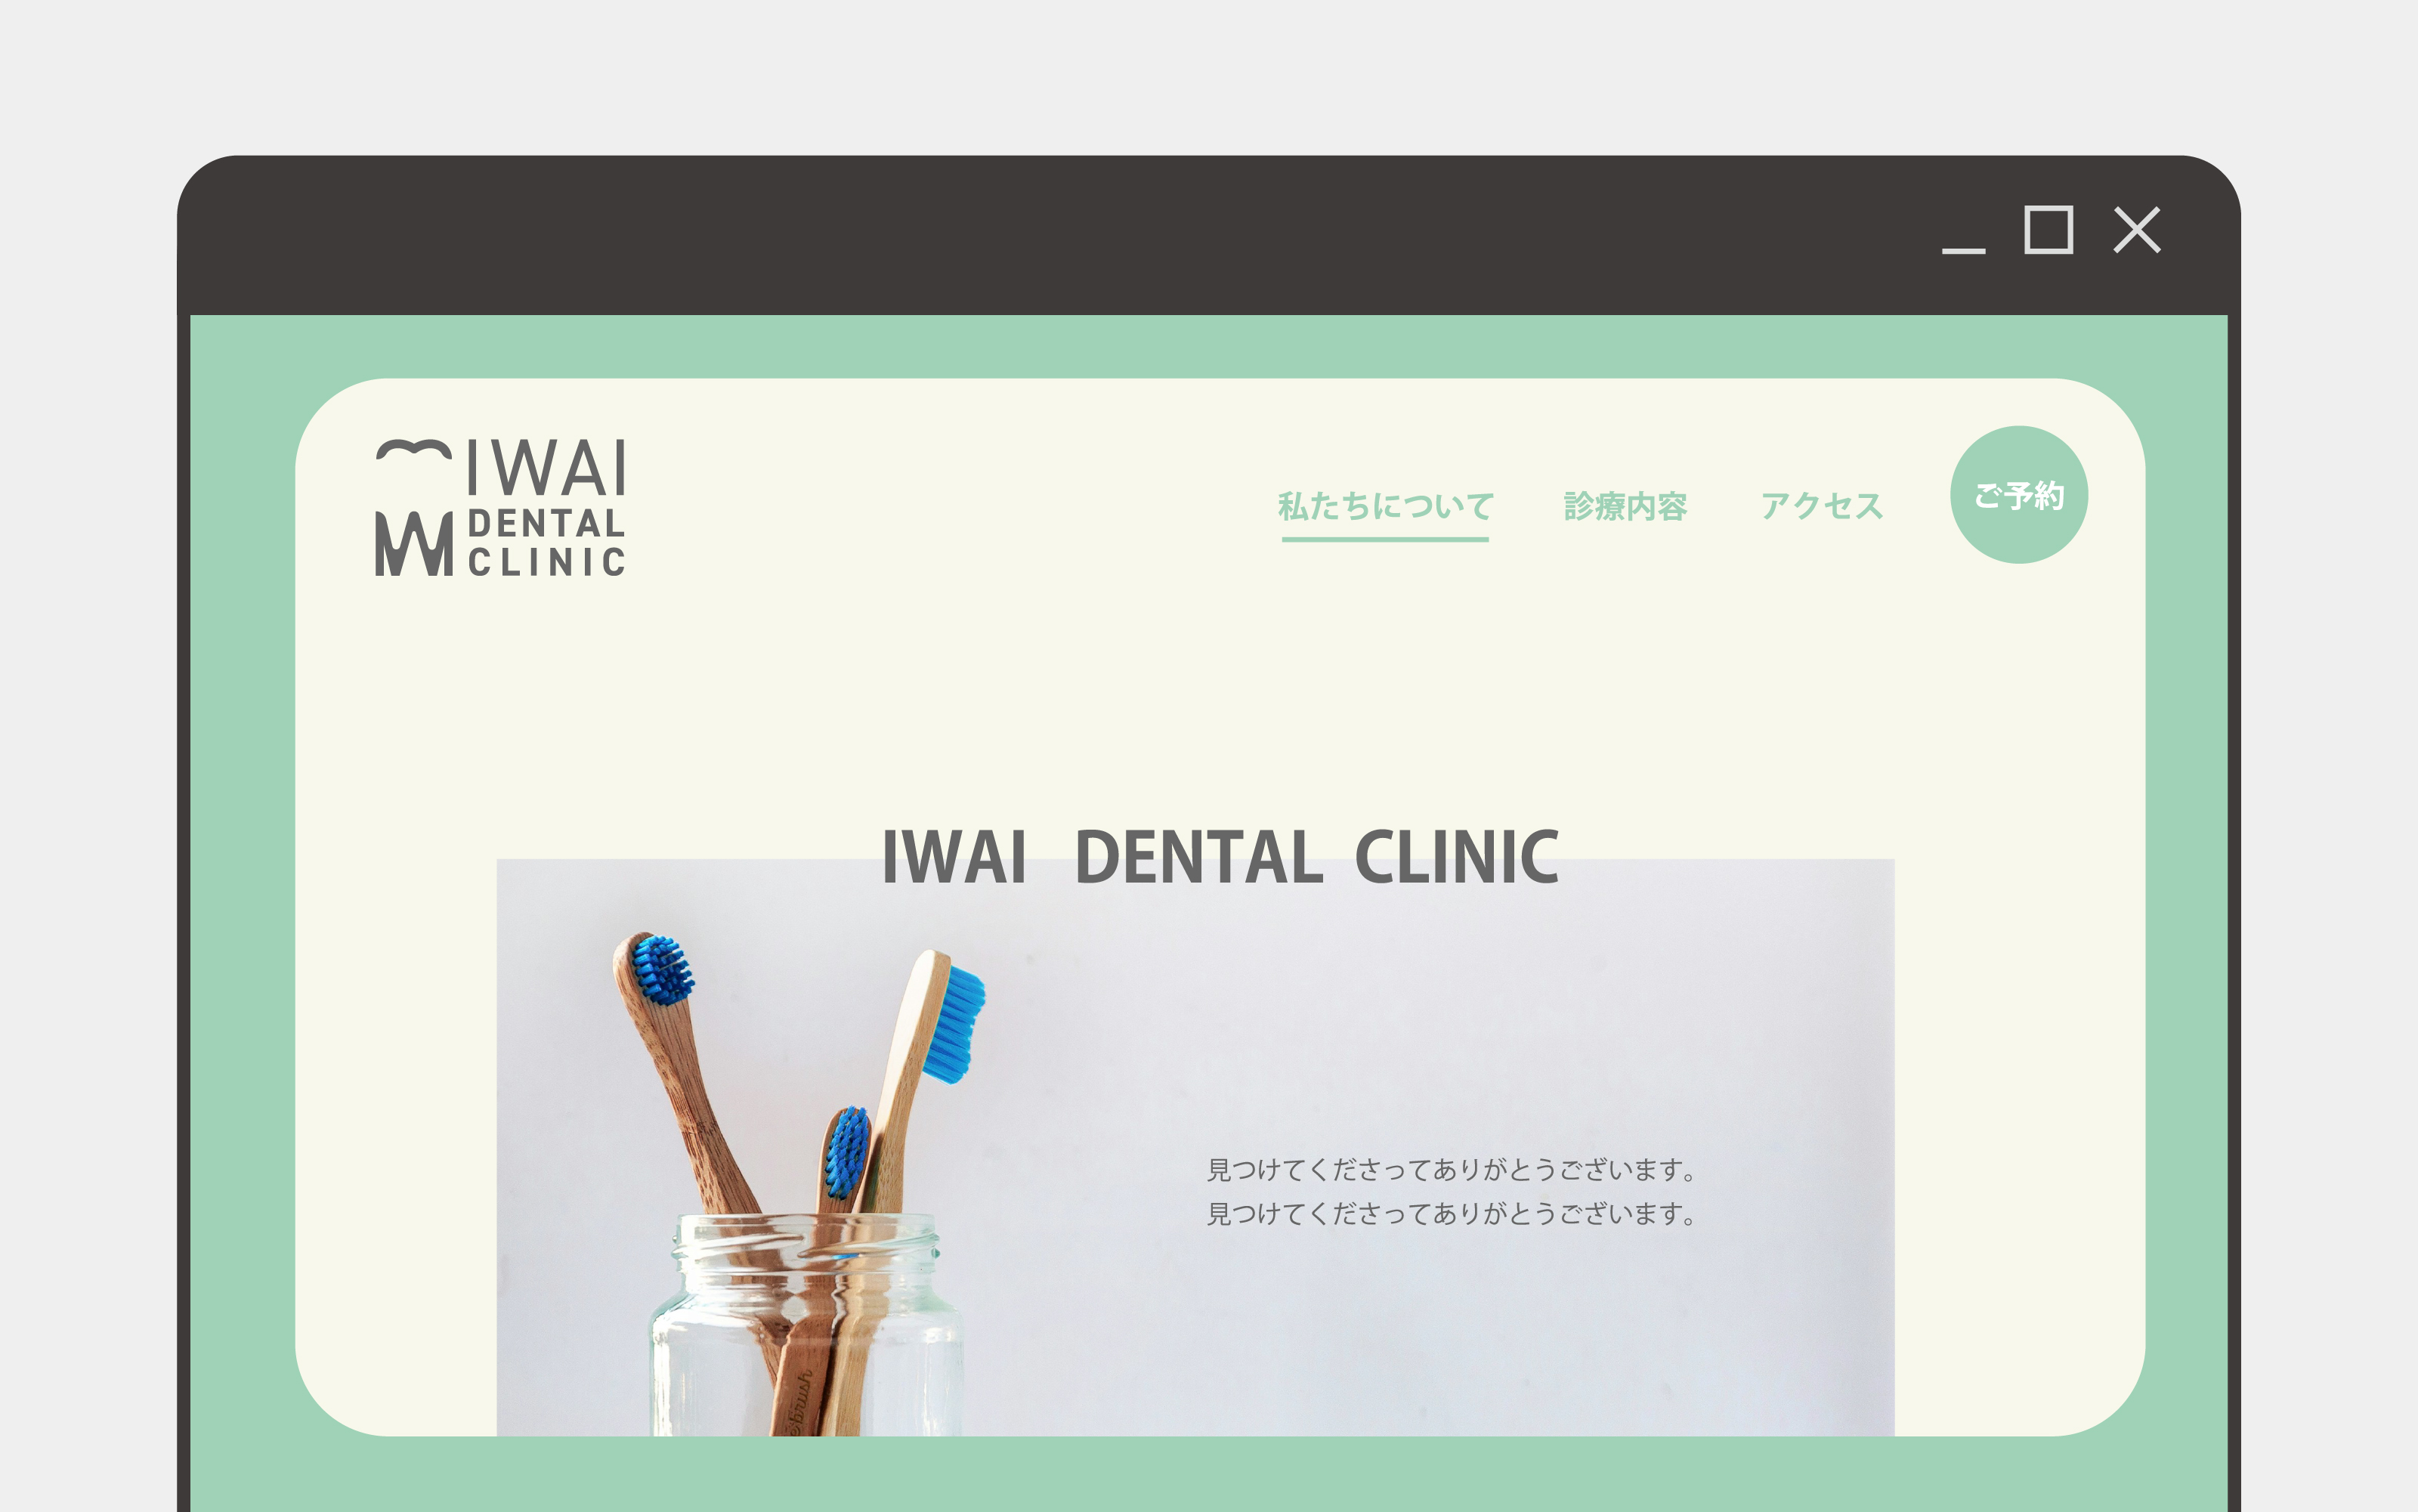 IWAI
DENTAL
CLINIC
私たちについて
診療内容
アクセス
ご予約
IWAI DENTAL CLINIC
見つけてくださってありがとうございます。
見つけてくださってありがとうございます。